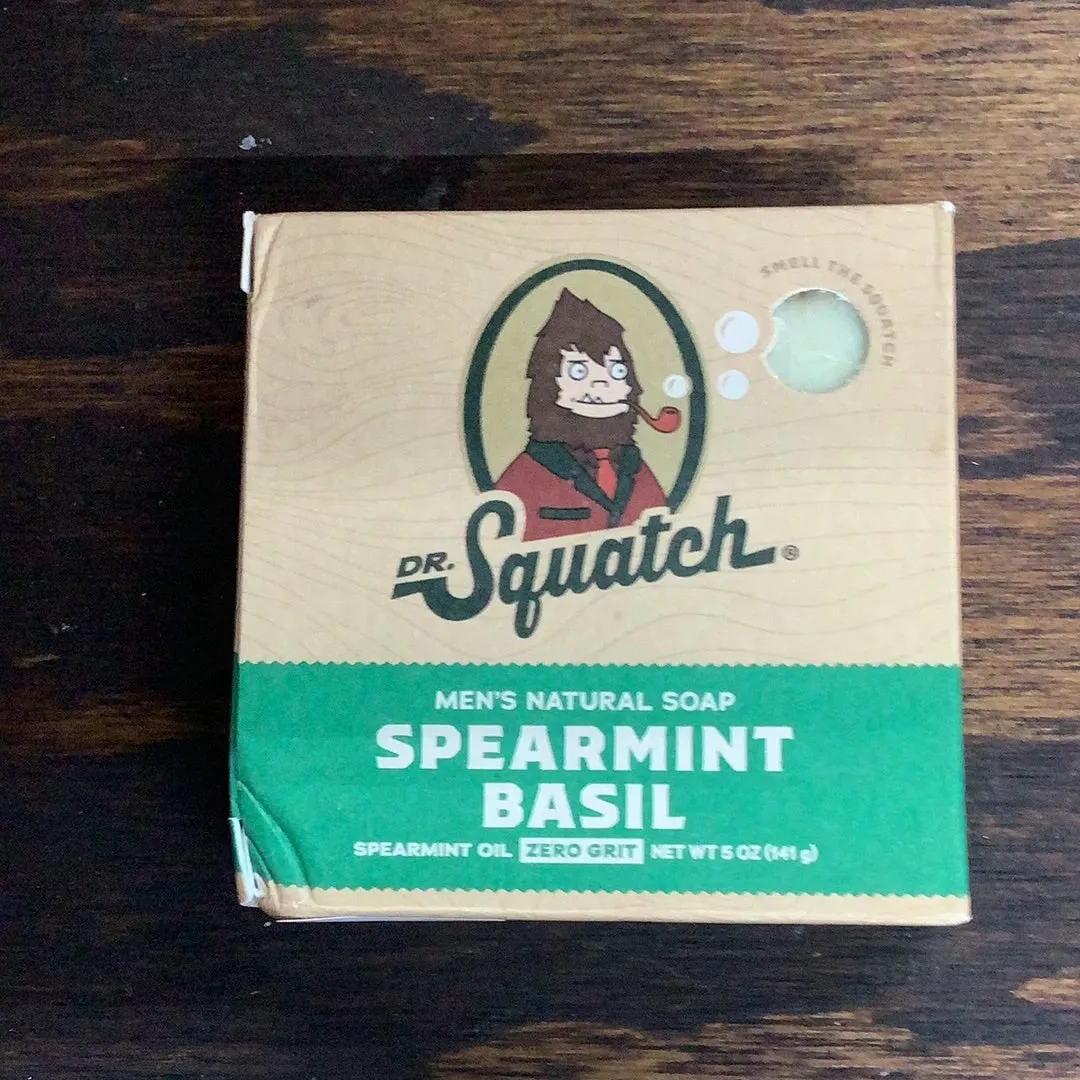 SMELL THE SQUATCH
DR. Squatch®
MEN'S NATURAL SOAP
SPEARMINT
BASIL
SPEARMINT OIL ZERO GRIT NET WT 5 OZ (141 g)